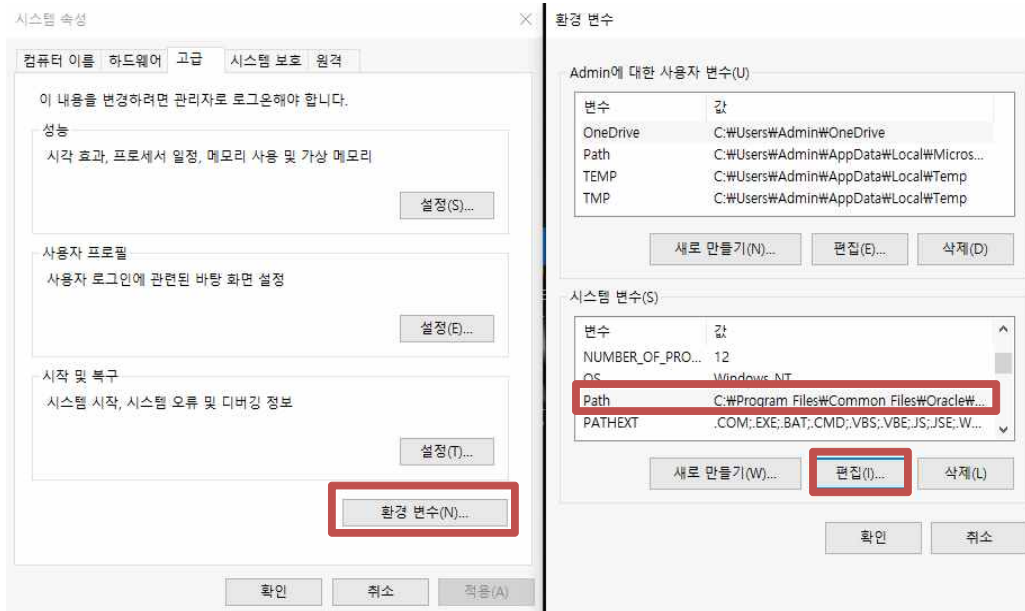 시스템 속성
컴퓨터 이름 하드웨어 고급 시스템 보호 원격
이 내용을 변경하려면 관리자로 로그온해야 합니다.
성능
시각 효과, 프로세서 일정, 메모리 사용 및 가상 메모리
설정(S)...
사용자 프로필
사용자 로그인에 관련된 바탕 화면 설정
설정(E)...
시작 및 복구
시스템 시작, 시스템 오류 및 디버깅 정보
설정(T)...
환경 변수(N)...
확인 취소 적용(A)
환경 변수
Admin에 대한 사용자 변수(U)
변수 값
OneDrive C:₩Users₩Admin₩OneDrive
Path C:₩Users₩Admin₩AppData₩Local₩Micros...
TEMP C:₩Users₩Admin₩AppData₩Local₩Temp
TMP C:₩Users₩Admin₩AppData₩Local₩Temp
새로 만들기(N)... 편집(E)... 삭제(D)
시스템 변수(S)
변수 값
NUMBER_OF_PRO... 12
OS Windows_NT
Path C:₩Program Files₩Common Files₩Oracle₩...
PATHEXT .COM;.EXE;.BAT;.CMD;.VBS;.VBE;.JS;.JSE;.W...
새로 만들기(W)... 편집(I)... 삭제(L)
확인 취소